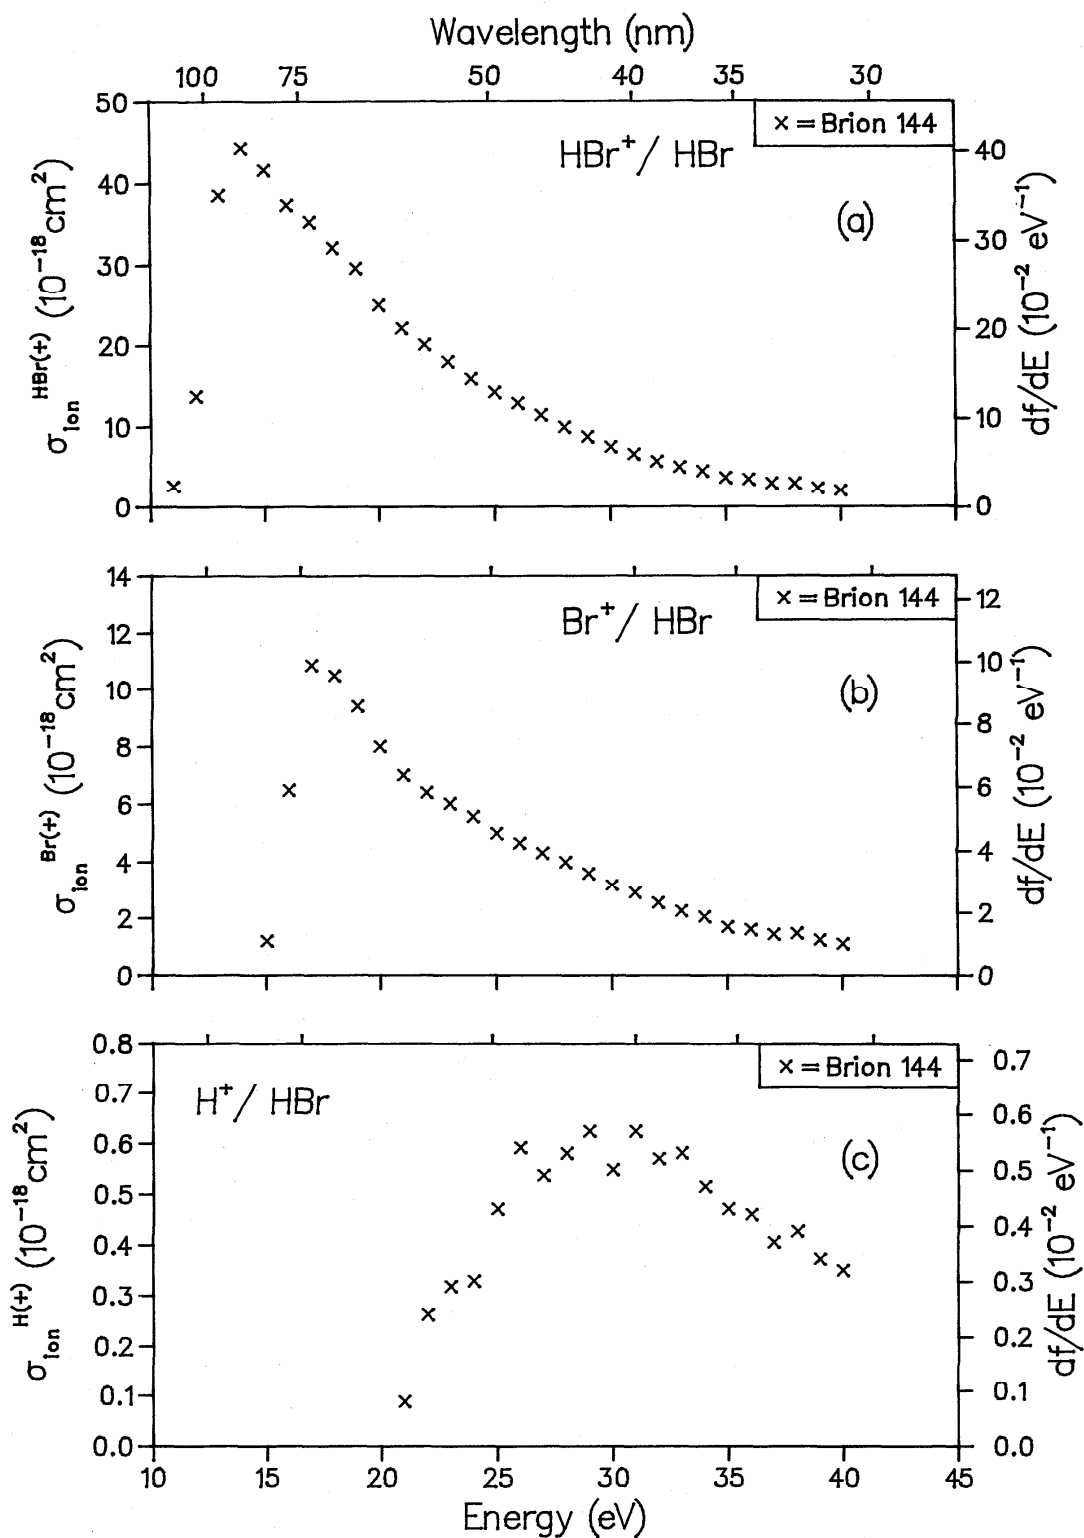 Wavelength (nm)
100 75 50 40 35 30
50
40
30
20
10
0
σ_ion^HBr(+) (10⁻¹⁸cm²)
HBr⁺/ HBr
× = Brion 144
(a)
40
30
20
10
0
df/dE (10⁻² eV⁻¹)
14
12
10
8
6
4
2
0
σ_ion^Br(+) (10⁻¹⁸cm²)
Br⁺/ HBr
× = Brion 144
(b)
12
10
8
6
4
2
0
df/dE (10⁻² eV⁻¹)
0.8
0.7
0.6
0.5
0.4
0.3
0.2
0.1
0.0
σ_ion^H(+) (10⁻¹⁸cm²)
H⁺/ HBr
× = Brion 144
(c)
0.7
0.6
0.5
0.4
0.3
0.2
0.1
0.0
df/dE (10⁻² eV⁻¹)
10 15 20 25 30 35 40 45
Energy (eV)